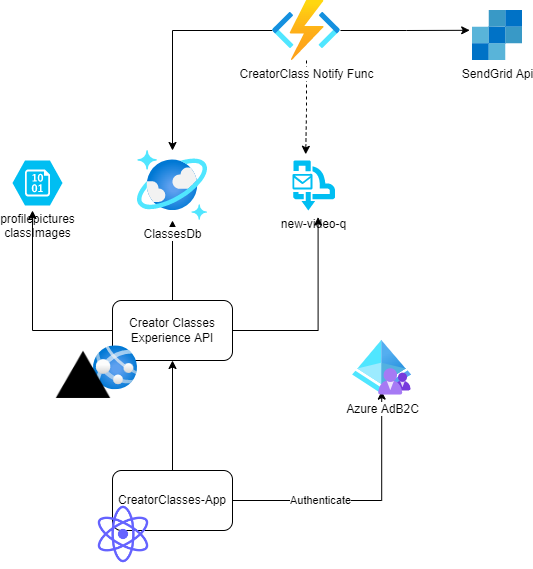 CreatorClass Notify Func
SendGrid Api
10
01
profilepictures
classImages
ClassesDb
new-video-q
Creator Classes
Experience API
Azure AdB2C
CreatorClasses-App
Authenticate